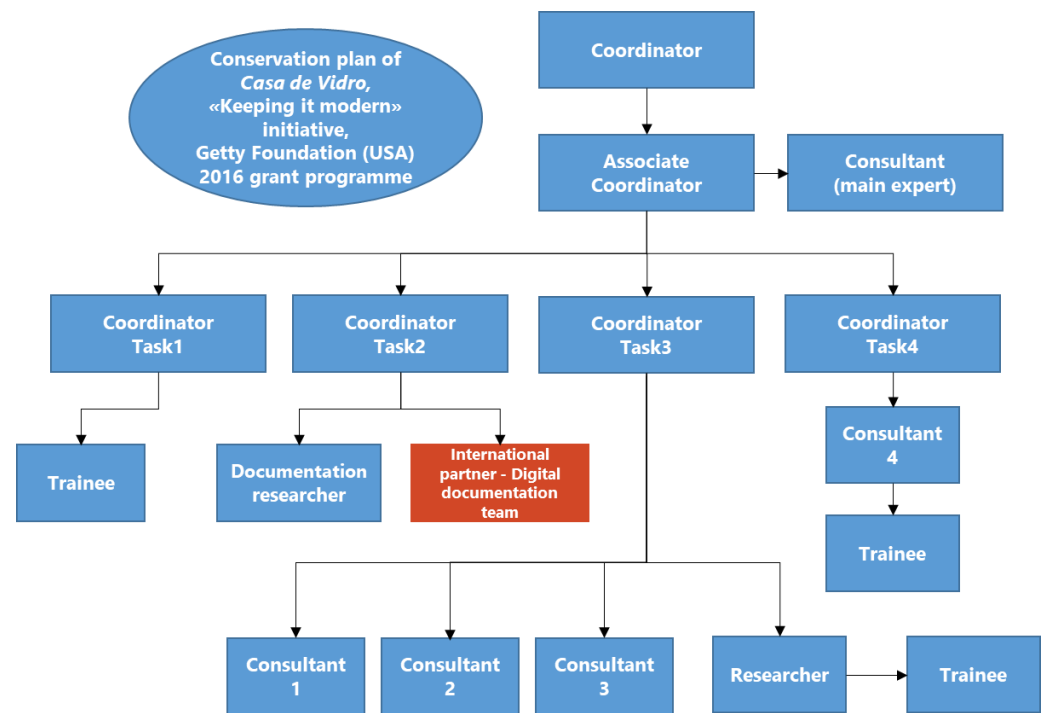 Conservation plan of
Casa de Vidro,
«Keeping it modern»
initiative,
Getty Foundation (USA)
2016 grant programme
Coordinator
Associate
Coordinator
Consultant
(main expert)
Coordinator
Task1
Coordinator
Task2
Coordinator
Task3
Coordinator
Task4
Trainee
Documentation
researcher
International
partner - Digital
documentation
team
Consultant
4
Trainee
Consultant
1
Consultant
2
Consultant
3
Researcher
Trainee